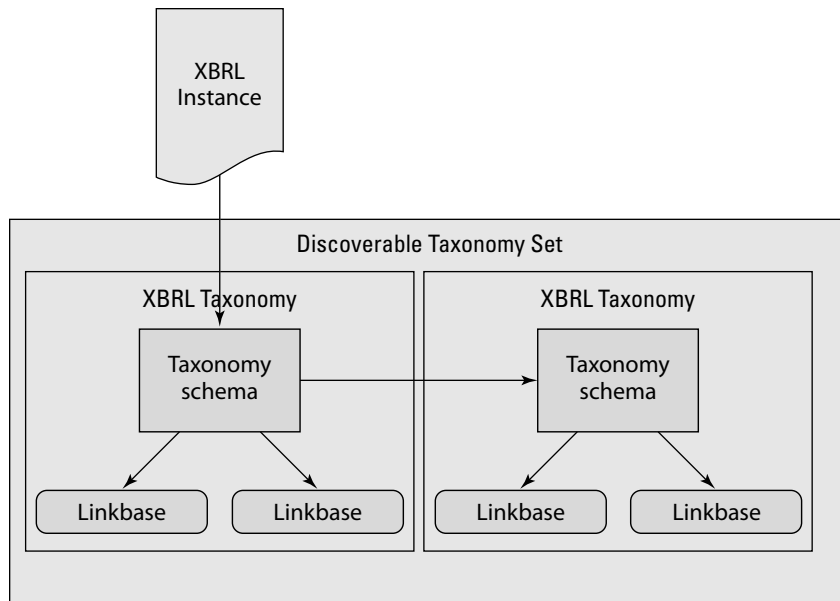 XBRL
Instance
Discoverable Taxonomy Set
XBRL Taxonomy
Taxonomy
schema
Linkbase
Linkbase
XBRL Taxonomy
Taxonomy
schema
Linkbase
Linkbase